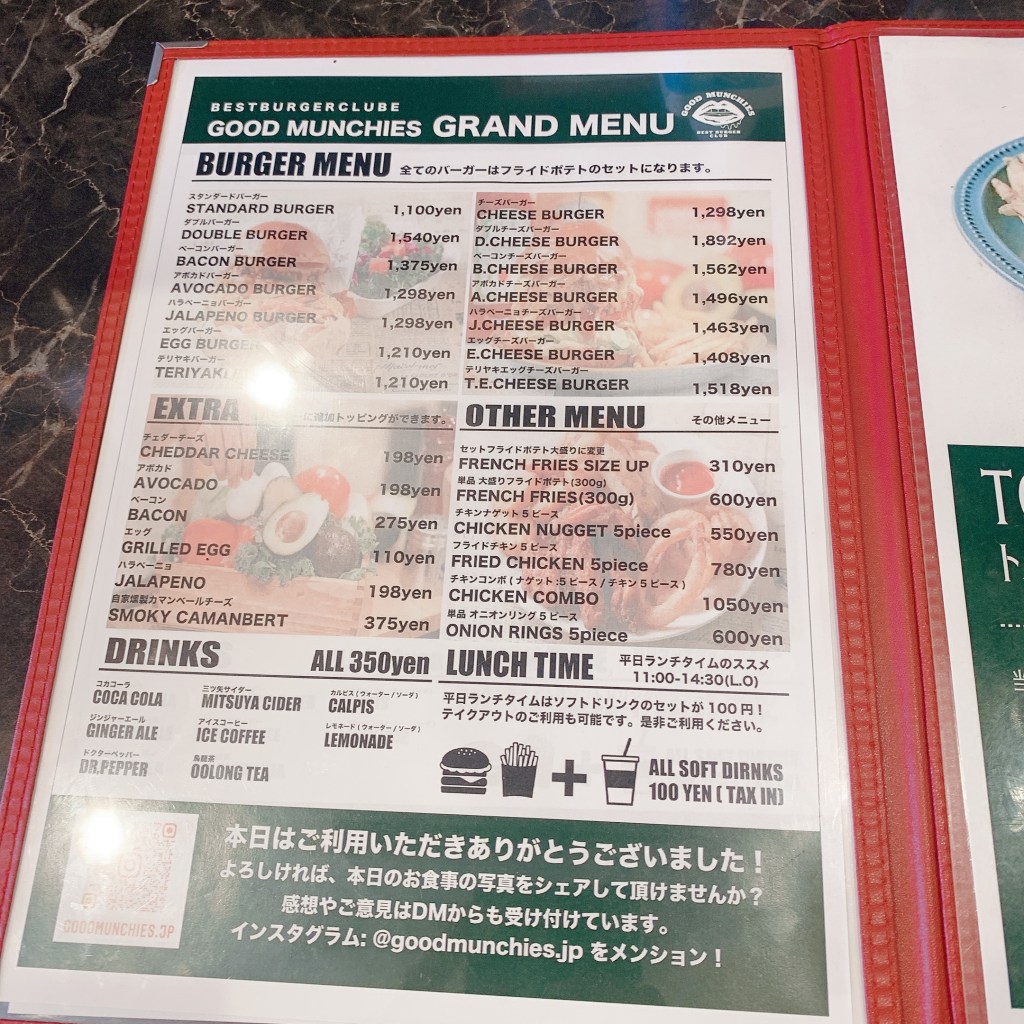 BESTBURGERCLUBE
GOOD MUNCHIES GRAND MENU
GOOD MUNCHIES
BEST BURGER
CLUB
BURGER MENU 全てのバーガーはフライドポテトのセットになります。
スタンダードバーガー
STANDARD BURGER 1,100yen
ダブルバーガー
DOUBLE BURGER 1,540yen
ベーコンバーガー
BACON BURGER 1,375yen
アボカドバーガー
AVOCADO BURGER 1,298yen
ハラペーニョバーガー
JALAPENO BURGER 1,298yen
エッグバーガー
EGG BURGER 1,210yen
テリヤキバーガー
TERIYAKI 1,210yen
チーズバーガー
CHEESE BURGER 1,298yen
ダブルチーズバーガー
D.CHEESE BURGER 1,892yen
ベーコンチーズバーガー
B.CHEESE BURGER 1,562yen
アボカドチーズバーガー
A.CHEESE BURGER 1,496yen
ハラペーニョチーズバーガー
J.CHEESE BURGER 1,463yen
エッグチーズバーガー
E.CHEESE BURGER 1,408yen
テリヤキエッグチーズバーガー
T.E.CHEESE BURGER 1,518yen
EXTRA に追加トッピングができます。
チェダーチーズ
CHEDDAR CHEESE 198yen
アボカド
AVOCADO 198yen
ベーコン
BACON 275yen
エッグ
GRILLED EGG 110yen
ハラペーニョ
JALAPENO 198yen
自家燻製カマンベールチーズ
SMOKY CAMANBERT 375yen
OTHER MENU その他メニュー
セットフライドポテト大盛りに変更
FRENCH FRIES SIZE UP 310yen
単品 大盛りフライドポテト(300g)
FRENCH FRIES(300g) 600yen
チキンナゲット 5 ピース
CHICKEN NUGGET 5piece 550yen
フライドチキン 5 ピース
FRIED CHICKEN 5piece 780yen
チキンコンボ ( ナゲット :5 ピース / チキン 5 ピース )
CHICKEN COMBO 1050yen
単品 オニオンリング 5 ピース
ONION RINGS 5piece 600yen
DRINKS ALL 350yen
コカコーラ
COCA COLA
三ツ矢サイダー
MITSUYA CIDER
カルピス ( ウォーター / ソーダ )
CALPIS
ジンジャーエール
GINGER ALE
アイスコーヒー
ICE COFFEE
レモネード ( ウォーター / ソーダ )
LEMONADE
ドクターペッパー
DR.PEPPER
烏龍茶
OOLONG TEA
LUNCH TIME 平日ランチタイムのススメ
11:00-14:30(L.O)
平日ランチタイムはソフトドリンクのセットが 100 円！
テイクアウトのご利用も可能です。是非ご利用ください。
ALL SOFT DIRNKS
100 YEN ( TAX IN)
GOODMUNCHIES.JP
本日はご利用いただきありがとうございました！
よろしければ、本日のお食事の写真をシェアして頂けませんか？
感想やご意見はDMからも受け付けています。
インスタグラム: @goodmunchies.jp をメンション！